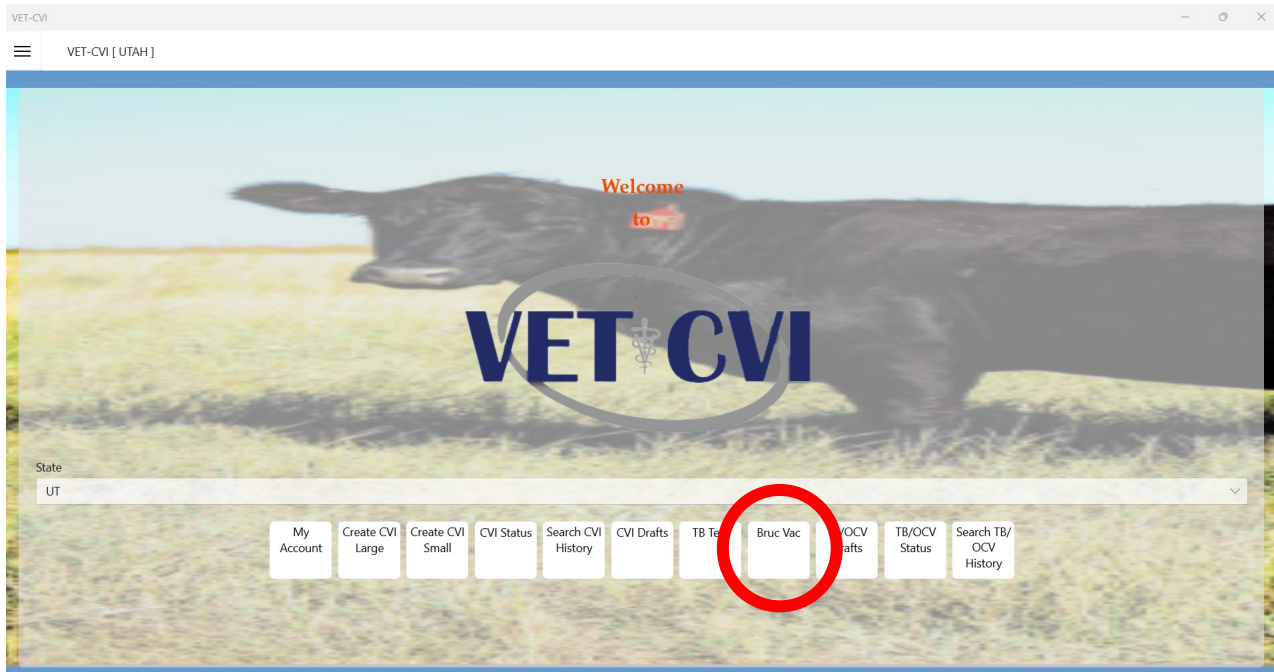 VET-CVI
VET-CVI [ UTAH ]
Welcome
to
VET CVI
State
UT
My
Account
Create CVI
Large
Create CVI
Small
CVI Status
Search CVI
History
CVI Drafts
TB
Bruc Vac
TB/OCV
Status
Search TB/
OCV
History